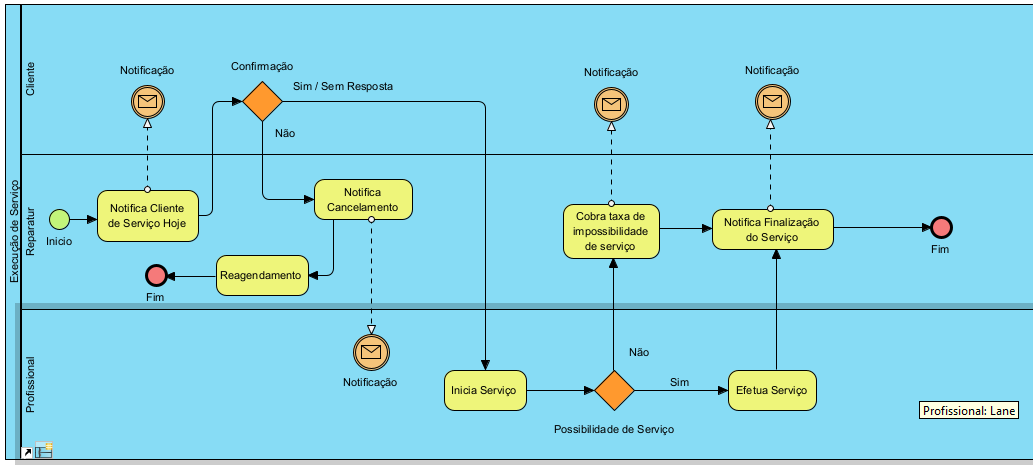 Execução de Serviço
Cliente
Notificação
Confirmação
Sim / Sem Resposta
Não
Notificação
Notificação
Reparatur
Inicio
Notifica Cliente
de Serviço Hoje
Notifica
Cancelamento
Reagendamento
Fim
Cobra taxa de
impossibilidade
de serviço
Notifica Finalização
do Serviço
Fim
Profissional
Notificação
Inicia Serviço
Não
Sim
Possibilidade de Serviço
Efetua Serviço
Profissional: Lane